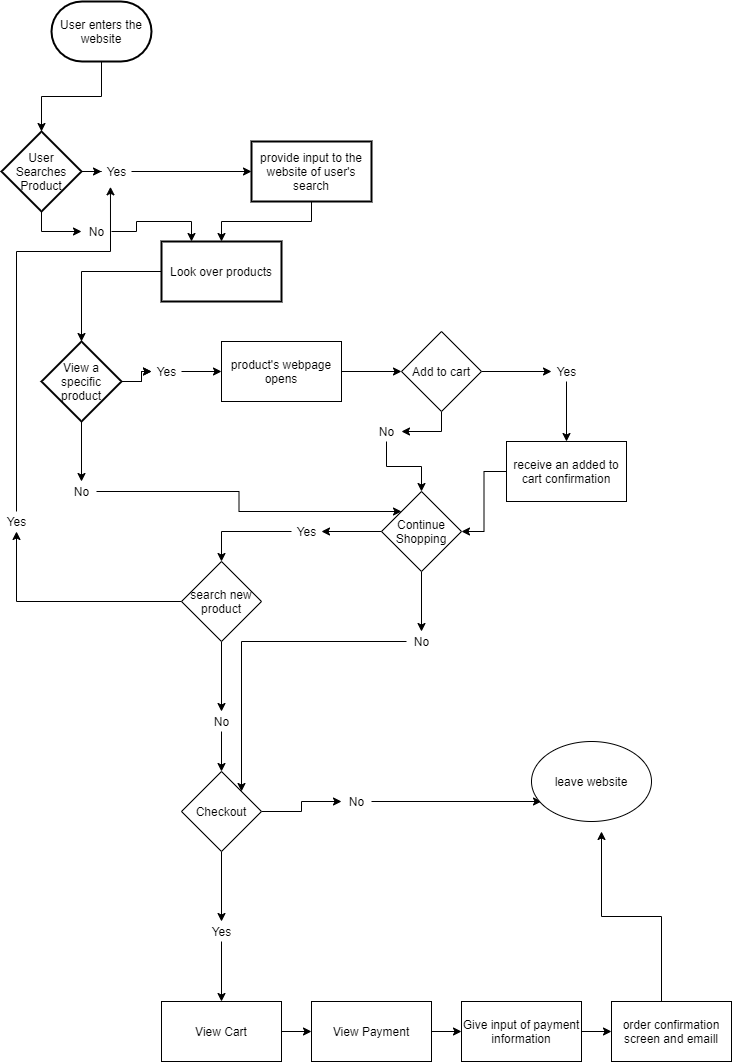 User enters the
website
User
Searches
Product
Yes
provide input to the
website of user's
search
No
Look over products
View a
specific
product
Yes
product's webpage
opens
Add to cart
Yes
No
receive an added to
cart confirmation
No
Continue
Shopping
Yes
Yes
search new
product
No
No
Checkout
No
leave website
Yes
View Cart
View Payment
Give input of payment
information
order confirmation
screen and emaill